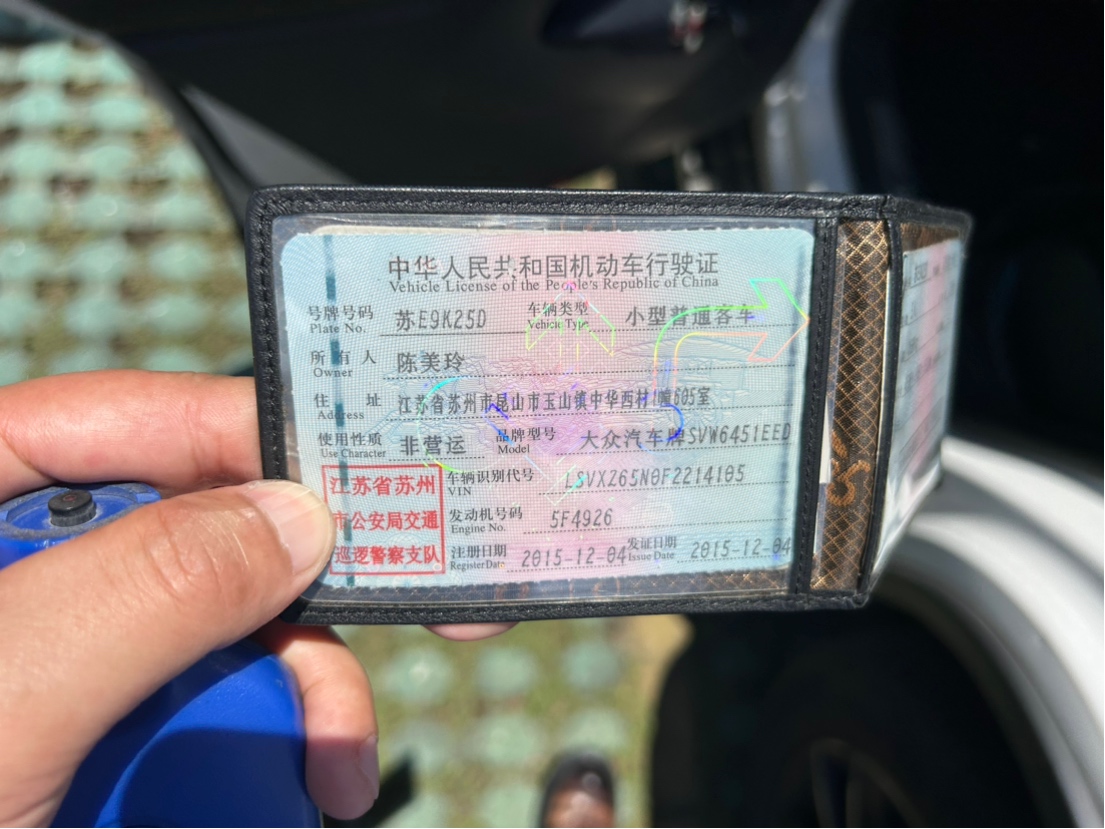 中华人民共和国机动车行驶证
Vehicle License of the People's Republic of China
号牌号码 苏E9K25D 车辆类型 小型普通客车
Plate No. Vehicle Type
所有人 陈美玲
Owner
住址 江苏省苏州市昆山市玉山镇中华西村1幢605室
Address
使用性质 非营运 品牌型号 大众汽车牌SVW6451EED
Use Character Model
江苏省苏州 车辆识别代号 LSVXZ65N0F2214105
VIN
市公安局交通 发动机号码 5F4926
Engine No.
巡逻警察支队 注册日期 2015-12-04 发证日期 2015-12-04
Register Date Issue Date